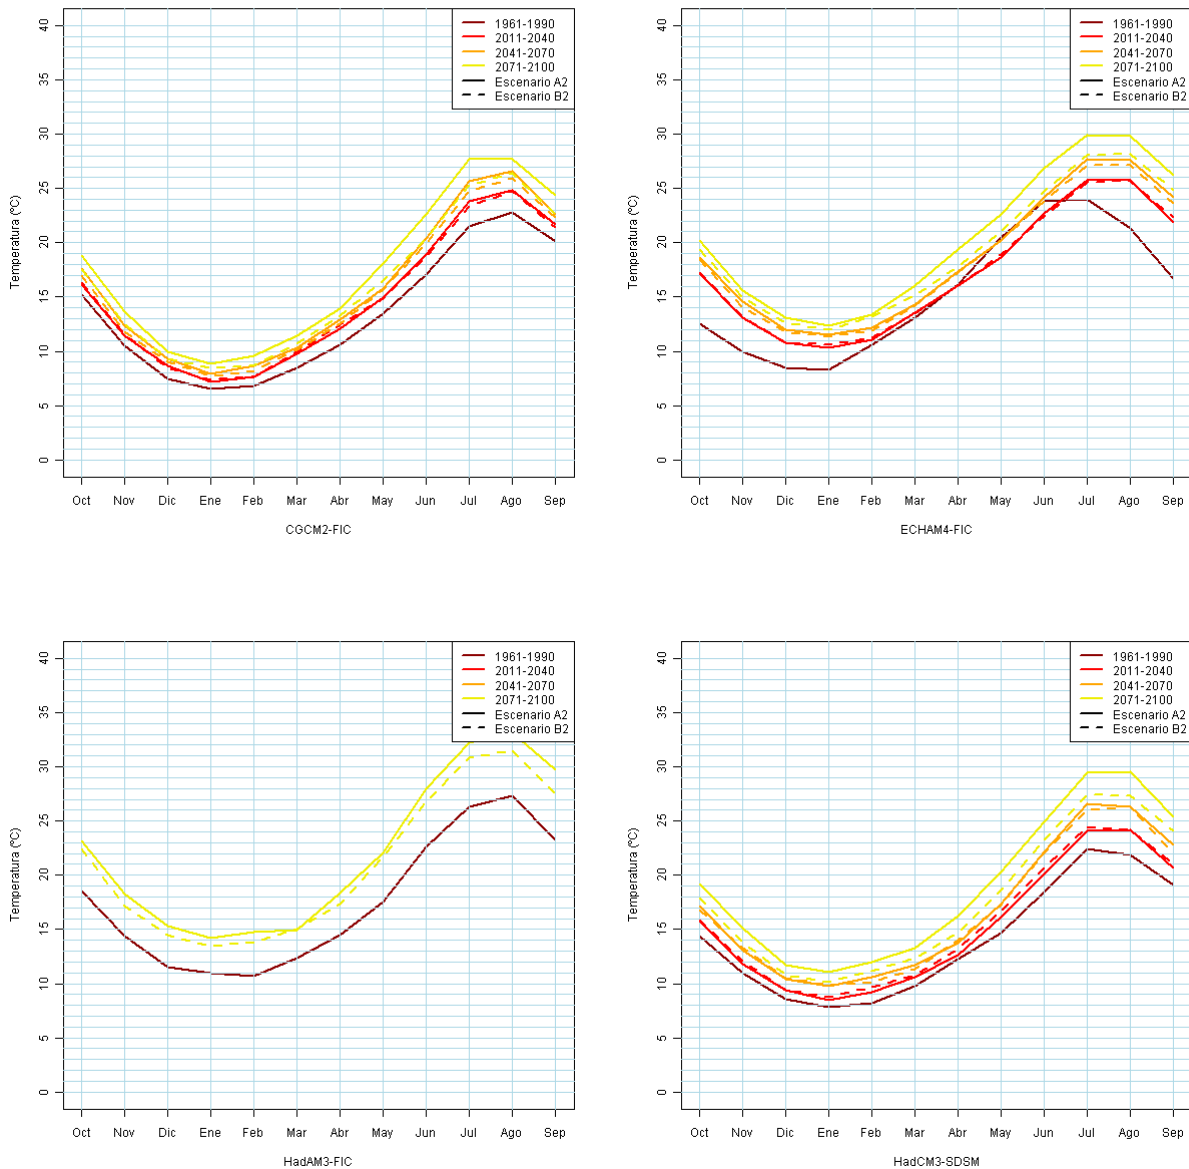 1961-1990
2011-2040
2041-2070
2071-2100
Escenario A2
Escenario B2
Temperatura (ºC)
40
35
30
25
20
15
10
5
0
Oct Nov Dic Ene Feb Mar Abr May Jun Jul Ago Sep
CGCM2-FIC
1961-1990
2011-2040
2041-2070
2071-2100
Escenario A2
Escenario B2
Temperatura (ºC)
40
35
30
25
20
15
10
5
0
Oct Nov Dic Ene Feb Mar Abr May Jun Jul Ago Sep
ECHAM4-FIC
1961-1990
2011-2040
2041-2070
2071-2100
Escenario A2
Escenario B2
Temperatura (ºC)
40
35
30
25
20
15
10
5
0
Oct Nov Dic Ene Feb Mar Abr May Jun Jul Ago Sep
HadAM3-FIC
1961-1990
2011-2040
2041-2070
2071-2100
Escenario A2
Escenario B2
Temperatura (ºC)
40
35
30
25
20
15
10
5
0
Oct Nov Dic Ene Feb Mar Abr May Jun Jul Ago Sep
HadCM3-SDSM